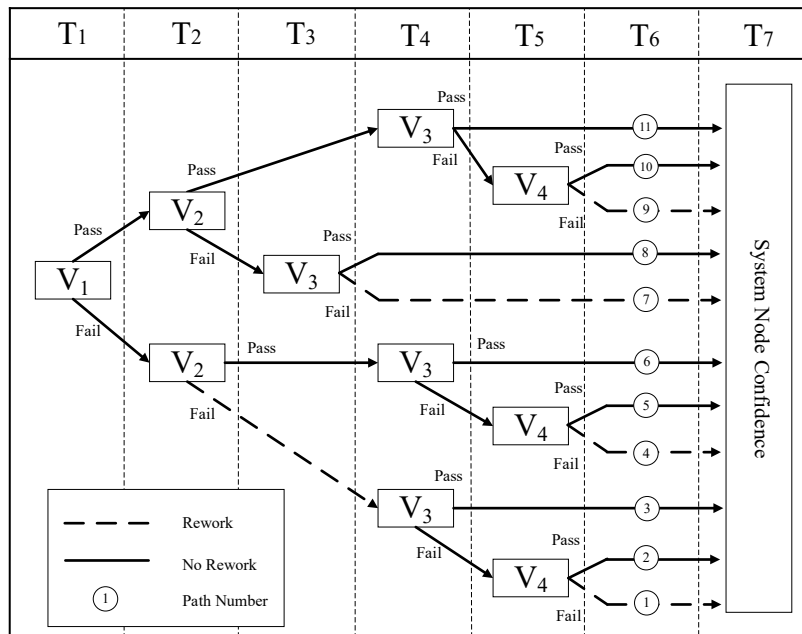 T1 T2 T3 T4 T5 T6 T7
Pass
V3
11
Fail
Pass
Pass
Pass
10
V4
V2
9
Fail
Pass
Pass
8
Fail
V3
V1
7
Fail
Fail
Pass
Pass
6
V2
V3
Pass
5
Fail
Fail
V4
4
Fail
Pass
V3
3
Pass
Fail
2
V4
1
Fail
System Node Confidence
Rework
No Rework
1 Path Number